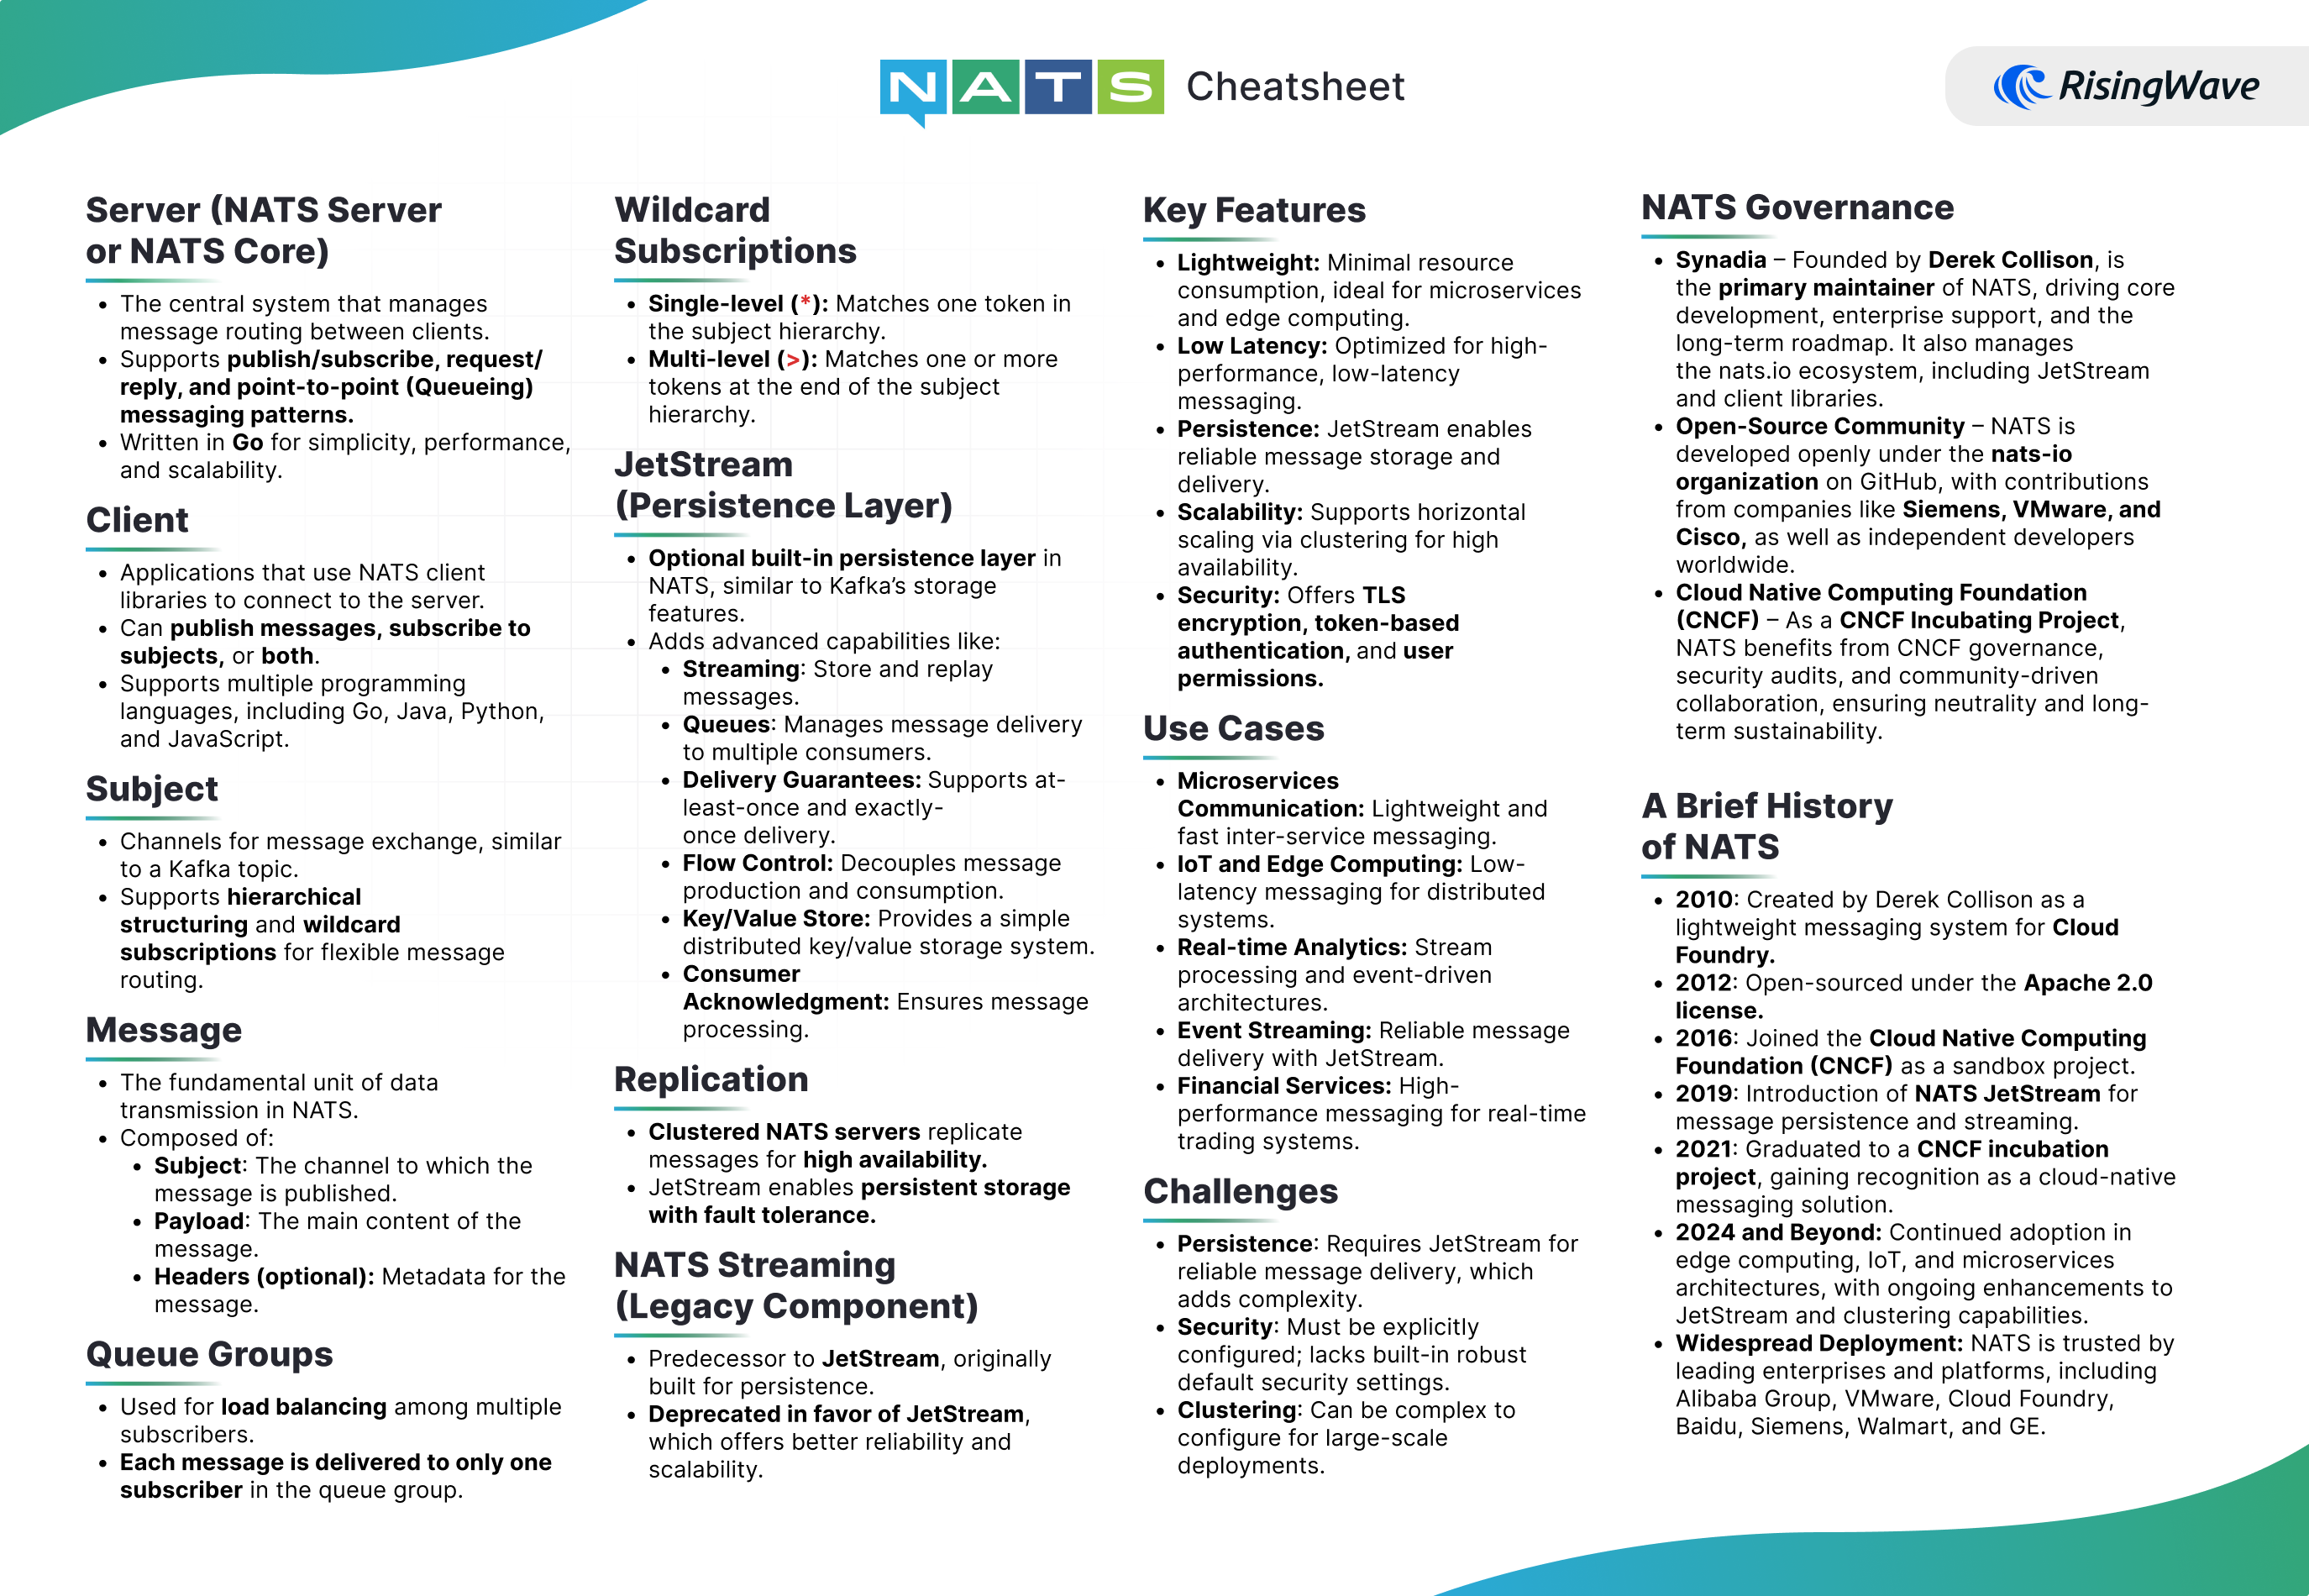 NATS Cheatsheet
RisingWave
Server (NATS Server
or NATS Core)
• The central system that manages
message routing between clients.
• Supports publish/subscribe, request/
reply, and point-to-point (Queueing)
messaging patterns.
• Written in Go for simplicity, performance,
and scalability.
Client
• Applications that use NATS client
libraries to connect to the server.
• Can publish messages, subscribe to
subjects, or both.
• Supports multiple programming
languages, including Go, Java, Python,
and JavaScript.
Subject
• Channels for message exchange, similar
to a Kafka topic.
• Supports hierarchical
structuring and wildcard
subscriptions for flexible message
routing.
Message
• The fundamental unit of data
transmission in NATS.
• Composed of:
• Subject: The channel to which the
message is published.
• Payload: The main content of the
message.
• Headers (optional): Metadata for the
message.
Queue Groups
• Used for load balancing among multiple
subscribers.
• Each message is delivered to only one
subscriber in the queue group.
Wildcard
Subscriptions
• Single-level (*): Matches one token in
the subject hierarchy.
• Multi-level (>): Matches one or more
tokens at the end of the subject
hierarchy.
JetStream
(Persistence Layer)
• Optional built-in persistence layer in
NATS, similar to Kafka's storage
features.
• Adds advanced capabilities like:
• Streaming: Store and replay
messages.
• Queues: Manages message delivery
to multiple consumers.
• Delivery Guarantees: Supports at-
least-once and exactly-
once delivery.
• Flow Control: Decouples message
production and consumption.
• Key/Value Store: Provides a simple
distributed key/value storage system.
• Consumer
Acknowledgment: Ensures message
processing.
Replication
• Clustered NATS servers replicate
messages for high availability.
• JetStream enables persistent storage
with fault tolerance.
NATS Streaming
(Legacy Component)
• Predecessor to JetStream, originally
built for persistence.
• Deprecated in favor of JetStream,
which offers better reliability and
scalability.
Key Features
• Lightweight: Minimal resource
consumption, ideal for microservices
and edge computing.
• Low Latency: Optimized for high-
performance, low-latency
messaging.
• Persistence: JetStream enables
reliable message storage and
delivery.
• Scalability: Supports horizontal
scaling via clustering for high
availability.
• Security: Offers TLS
encryption, token-based
authentication, and user
permissions.
Use Cases
• Microservices
Communication: Lightweight and
fast inter-service messaging.
• IoT and Edge Computing: Low-
latency messaging for distributed
systems.
• Real-time Analytics: Stream
processing and event-driven
architectures.
• Event Streaming: Reliable message
delivery with JetStream.
• Financial Services: High-
performance messaging for real-time
trading systems.
Challenges
• Persistence: Requires JetStream for
reliable message delivery, which
adds complexity.
• Security: Must be explicitly
configured; lacks built-in robust
default security settings.
• Clustering: Can be complex to
configure for large-scale
deployments.
NATS Governance
• Synadia – Founded by Derek Collison, is
the primary maintainer of NATS, driving core
development, enterprise support, and the
long-term roadmap. It also manages
the nats.io ecosystem, including JetStream
and client libraries.
• Open-Source Community – NATS is
developed openly under the nats-io
organization on GitHub, with contributions
from companies like Siemens, VMware, and
Cisco, as well as independent developers
worldwide.
• Cloud Native Computing Foundation
(CNCF) – As a CNCF Incubating Project,
NATS benefits from CNCF governance,
security audits, and community-driven
collaboration, ensuring neutrality and long-
term sustainability.
A Brief History
of NATS
• 2010: Created by Derek Collison as a
lightweight messaging system for Cloud
Foundry.
• 2012: Open-sourced under the Apache 2.0
license.
• 2016: Joined the Cloud Native Computing
Foundation (CNCF) as a sandbox project.
• 2019: Introduction of NATS JetStream for
message persistence and streaming.
• 2021: Graduated to a CNCF incubation
project, gaining recognition as a cloud-native
messaging solution.
• 2024 and Beyond: Continued adoption in
edge computing, IoT, and microservices
architectures, with ongoing enhancements to
JetStream and clustering capabilities.
• Widespread Deployment: NATS is trusted by
leading enterprises and platforms, including
Alibaba Group, VMware, Cloud Foundry,
Baidu, Siemens, Walmart, and GE.